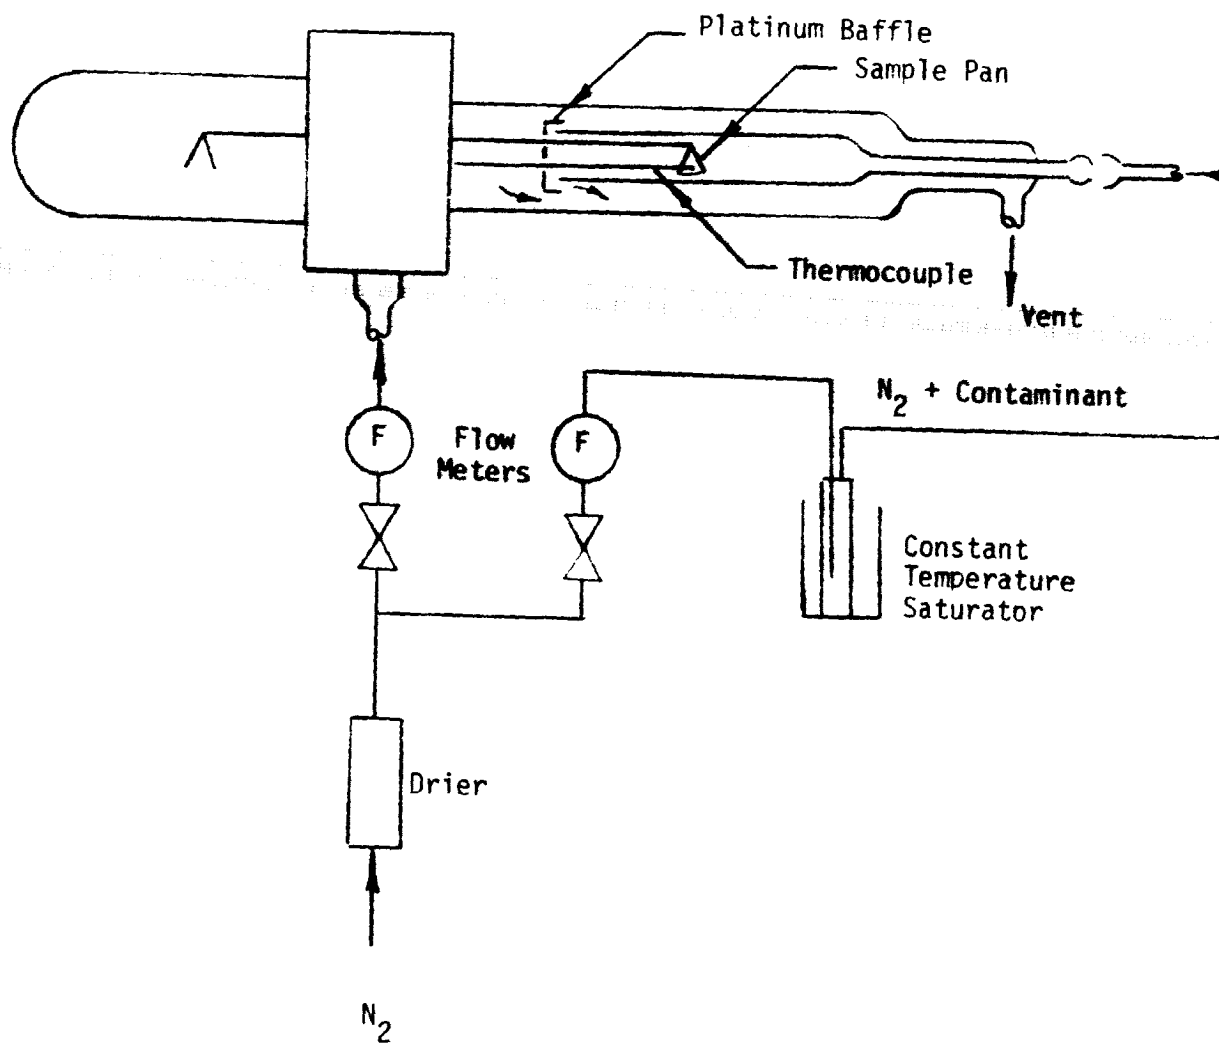 Platinum Baffle
Sample Pan
Thermocouple
Vent
N2 + Contaminant
F
Flow
Meters
F
Constant
Temperature
Saturator
Drier
N2